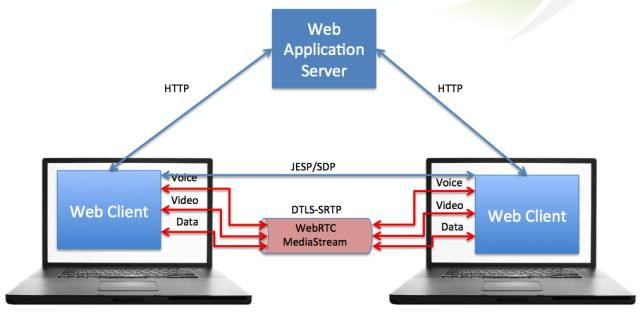 Web
Application
Server
HTTP
HTTP
JESP/SDP
Voice
Voice
Web Client
Video
DTLS-SRTP
Video
Web Client
Data
WebRTC
MediaStream
Data